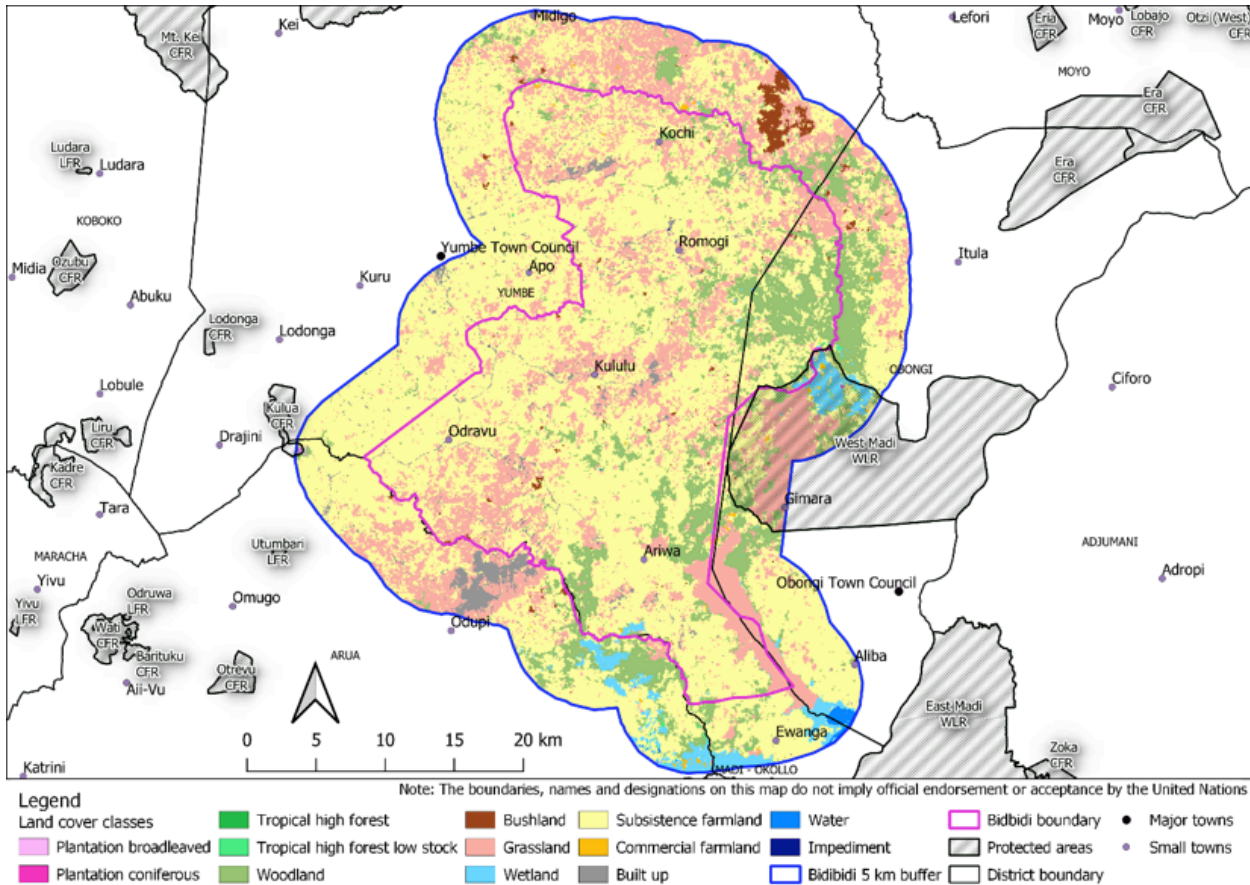 Midigo
Kei
Lefori
Moyo
Eria
CFR
Lobajo
CFR
Otzi (West)
CFR
Mt. Kei
CFR
MOYO
Era
CFR
Ludara
LFR
Ludara
Kochi
Era
CFR
KOBOKO
Yumbe Town Council
Romogi
Itula
Midia
Ozubu
CFR
Apo
Kuru
YUMBE
Abuku
Lodonga
CFR
Lodonga
Kululu
OBONGI
Ciforo
Lobule
Kulua
CFR
Liru
CFR
Drajini
Odravu
West Madi
WLR
Kadre
CFR
Gimara
Tara
Utumbari
LFR
Ariwa
ADJUMANI
MARACHA
Yivu
Obongi Town Council
Adropi
Yivu
LFR
Odruwa
LFR
Omugo
Wati
CFR
Odupi
Barituku
CFR
Otrevu
CFR
ARUA
Aliba
Aii-Vu
East Madi
WLR
0 5 10 15 20 km
Ewanga
Zoka
CFR
Katrini
MADI - OKOLLO
Note: The boundaries, names and designations on this map do not imply official endorsement or acceptance by the United Nations
Legend
Land cover classes
Plantation broadleaved
Plantation coniferous
Tropical high forest
Tropical high forest low stock
Woodland
Bushland
Grassland
Wetland
Subsistence farmland
Commercial farmland
Built up
Water
Impediment
Bidibidi 5 km buffer
Bidbidi boundary
Protected areas
District boundary
Major towns
Small towns